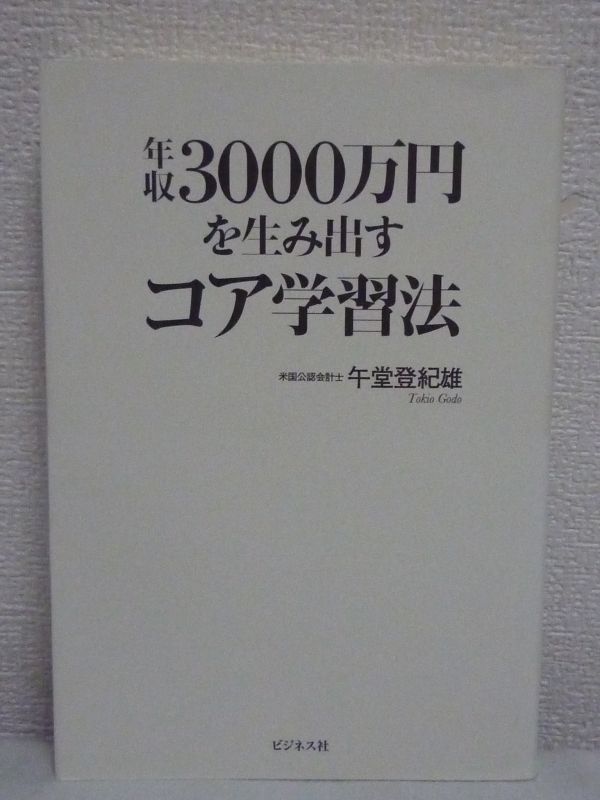 年収3000万円
を生み出す
コア学習法
米国公認会計士 午堂登紀雄
Tokio Godo
ビジネス社